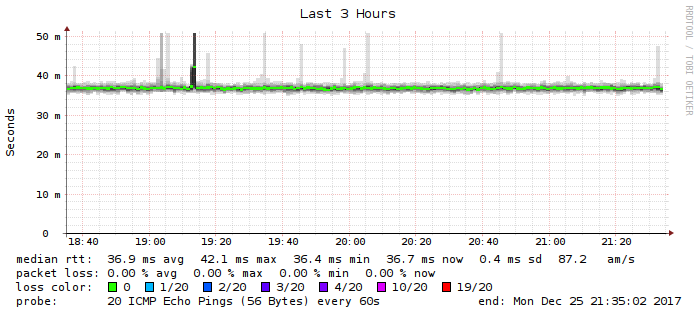 Last 3 Hours
RRDTOOL / TOBI OETIKER
Seconds
50 m
40 m
30 m
20 m
10 m
0
18:40 19:00 19:20 19:40 20:00 20:20 20:40 21:00 21:20
median rtt: 36.9 ms avg 42.1 ms max 36.4 ms min 36.7 ms now 0.4 ms sd 87.2 am/s
packet loss: 0.00 % avg 0.00 % max 0.00 % min 0.00 % now
loss color: 0 1/20 2/20 3/20 4/20 10/20 19/20
probe: 20 ICMP Echo Pings (56 Bytes) every 60s end: Mon Dec 25 21:35:02 2017